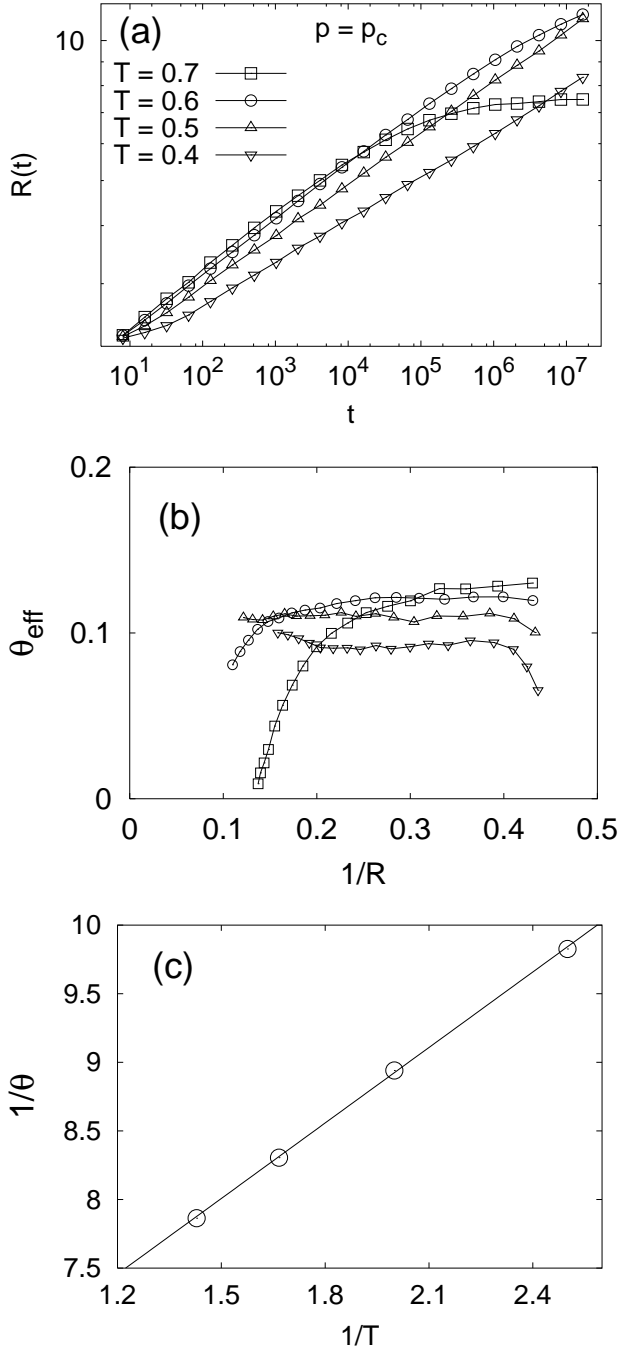 (a)
p = p_c
10
T = 0.7
T = 0.6
T = 0.5
T = 0.4
R(t)
10^1 10^2 10^3 10^4 10^5 10^6 10^7
t
(b)
0.2
0.1
0
θ_eff
0 0.1 0.2 0.3 0.4 0.5
1/R
(c)
10
9.5
9
8.5
8
7.5
1/θ
1.2 1.5 1.8 2.1 2.4
1/T